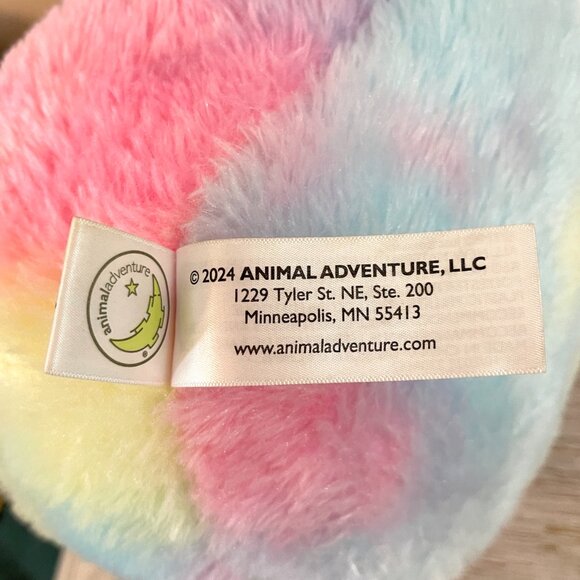 animaladventure®
© 2024 ANIMAL ADVENTURE, LLC
1229 Tyler St. NE, Ste. 200
Minneapolis, MN 55413
www.animaladventure.com